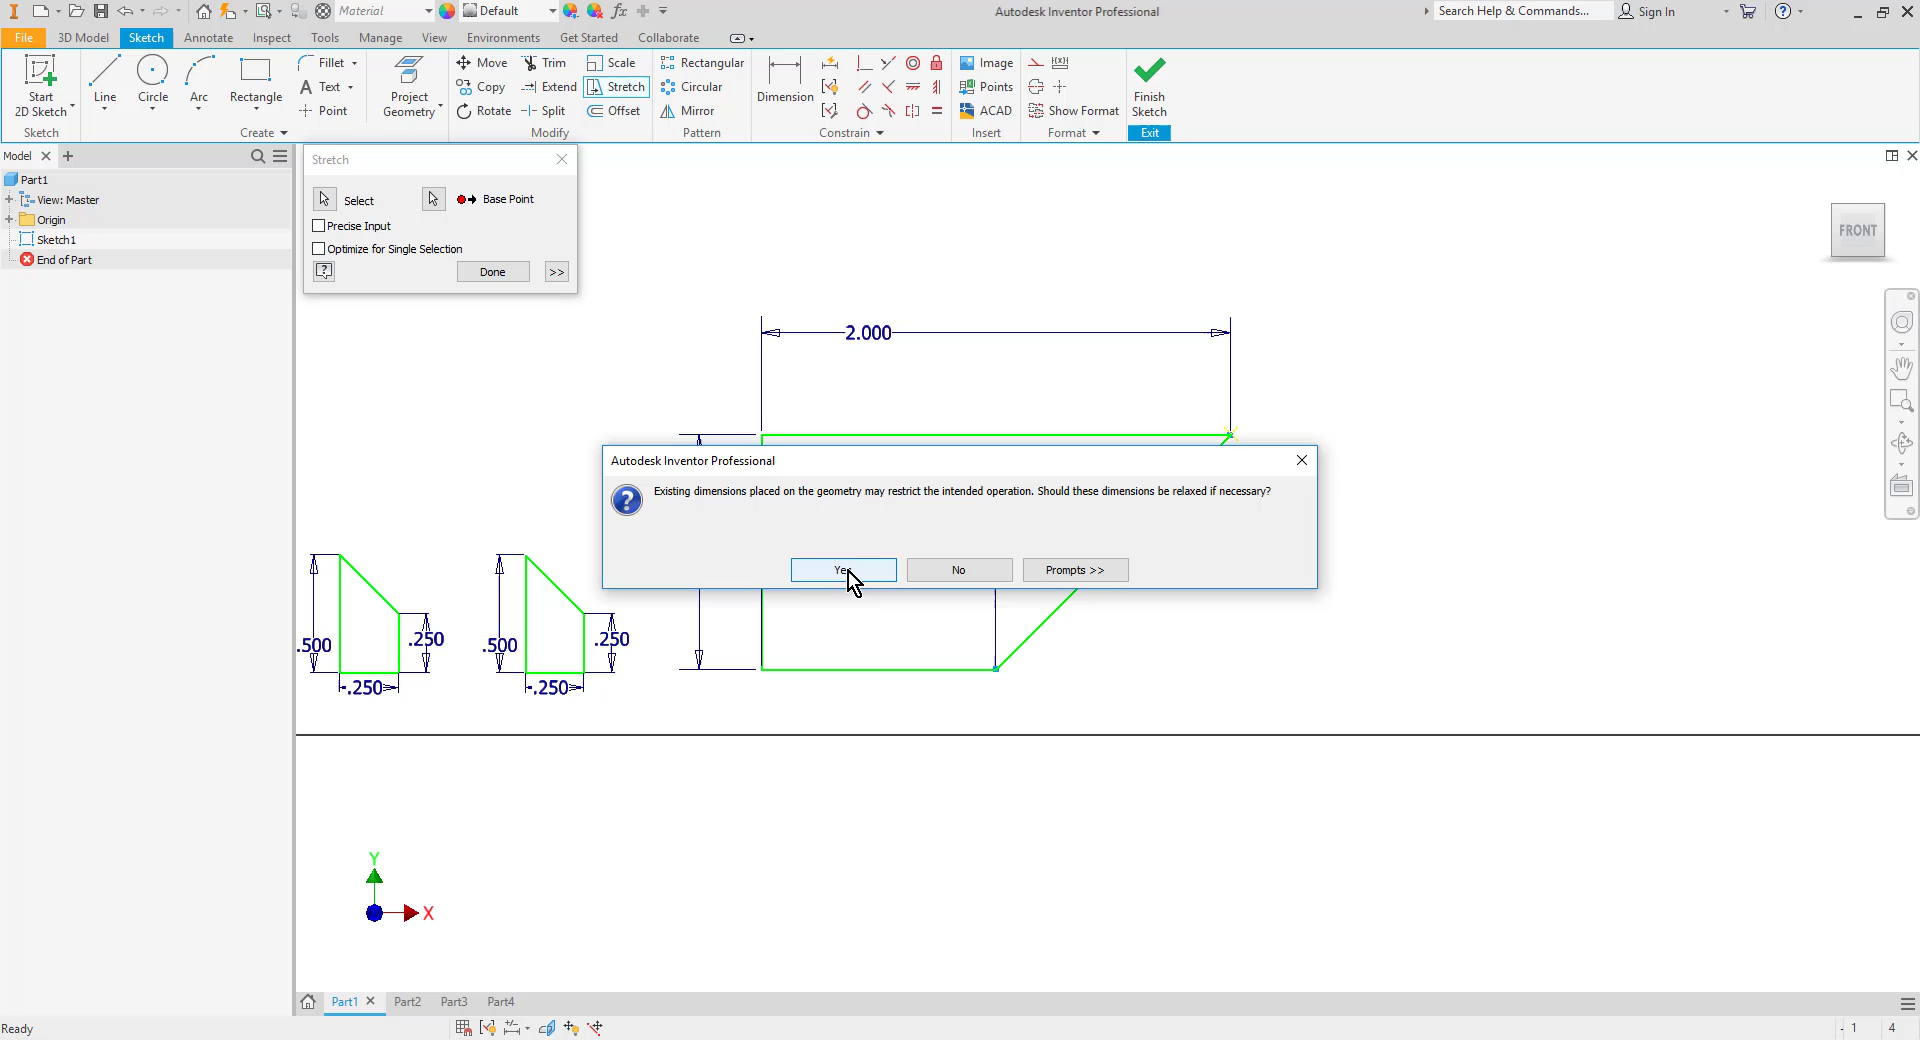 Material
Default
Autodesk Inventor Professional
Search Help & Commands...
Sign In
File
3D Model
Sketch
Annotate
Inspect
Tools
Manage
View
Environments
Get Started
Collaborate
Start
2D Sketch
Line
Circle
Arc
Rectangle
Fillet
Text
Point
Project
Geometry
Move
Copy
Rotate
Trim
Extend
Split
Scale
Stretch
Offset
Rectangular
Circular
Mirror
Dimension
Image
Points
ACAD
Show Format
Finish
Sketch
Sketch
Create
Modify
Pattern
Constrain
Insert
Format
Exit
Model
Part1
View: Master
Origin
Sketch1
End of Part
Stretch
Select
Base Point
Precise Input
Optimize for Single Selection
Done
>>
FRONT
2.000
Autodesk Inventor Professional
Existing dimensions placed on the geometry may restrict the intended operation. Should these dimensions be relaxed if necessary?
No
Prompts >>
.500
.250
.250
.500
.250
.250
Y
X
Part1
Part2
Part3
Part4
Ready
1
4